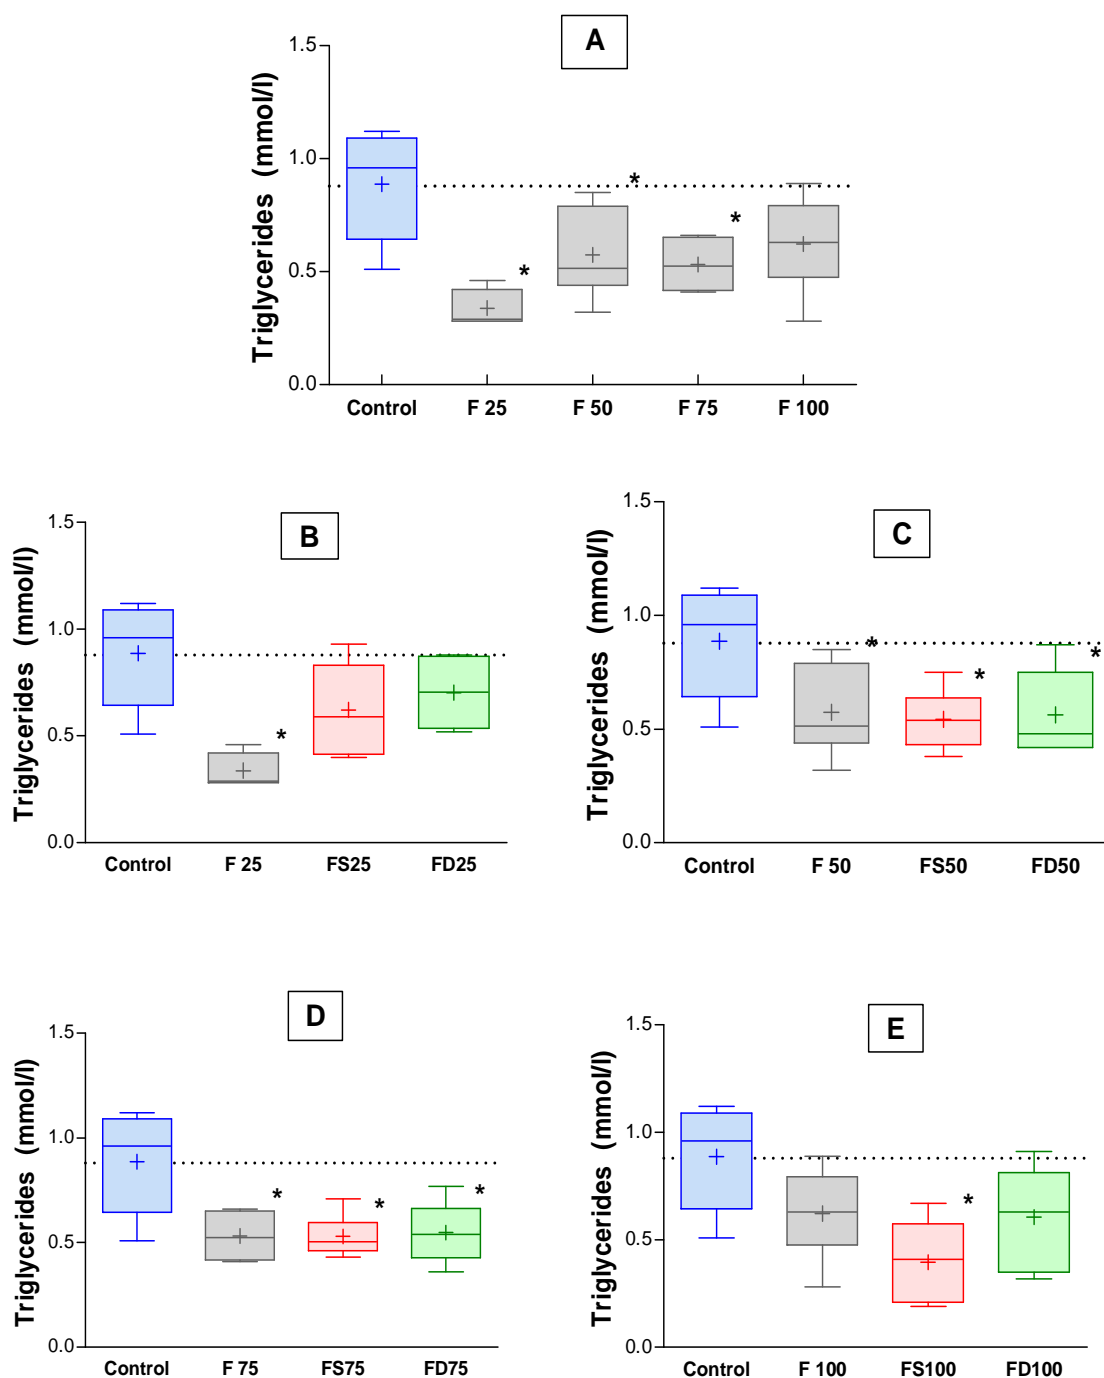 A
Triglycerides (mmol/l)
1.5
1.0
0.5
0.0
*
*
*
Control F 25 F 50 F 75 F 100
B
Triglycerides (mmol/l)
1.5
1.0
0.5
0.0
*
Control F 25 FS25 FD25
C
Triglycerides (mmol/l)
1.5
1.0
0.5
0.0
*
*
*
Control F 50 FS50 FD50
D
Triglycerides (mmol/l)
1.5
1.0
0.5
0.0
*
*
*
Control F 75 FS75 FD75
E
Triglycerides (mmol/l)
1.5
1.0
0.5
0.0
*
Control F 100 FS100 FD100